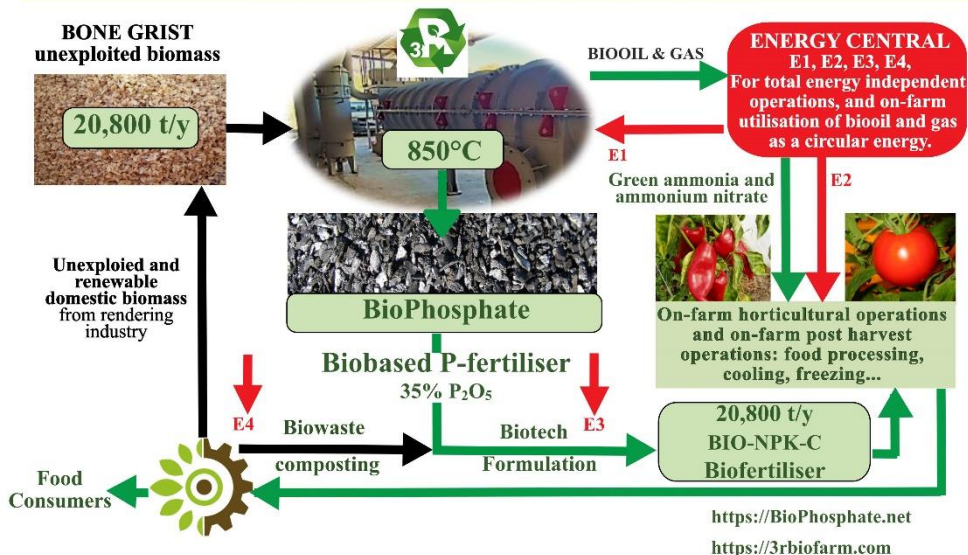 BONE GRIST
unexploited biomass
20,800 t/y
3R
850°C
BIOOIL & GAS
ENERGY CENTRAL
E1, E2, E3, E4,
For total energy independent
operations, and on-farm
utilisation of biooil and gas
as a circular energy.
E1
Green ammonia and
ammonium nitrate
E2
Unexploied and
renewable
domestic biomass
from rendering
industry
BioPhosphate
Biobased P-fertiliser
35% P₂O₅
On-farm horticultural operations
and on-farm post harvest
operations: food processing,
cooling, freezing...
E4
Biowaste
composting
E3
Biotech
Formulation
20,800 t/y
BIO-NPK-C
Biofertiliser
Food
Consumers
https://BioPhosphate.net
https://3rbiofarm.com